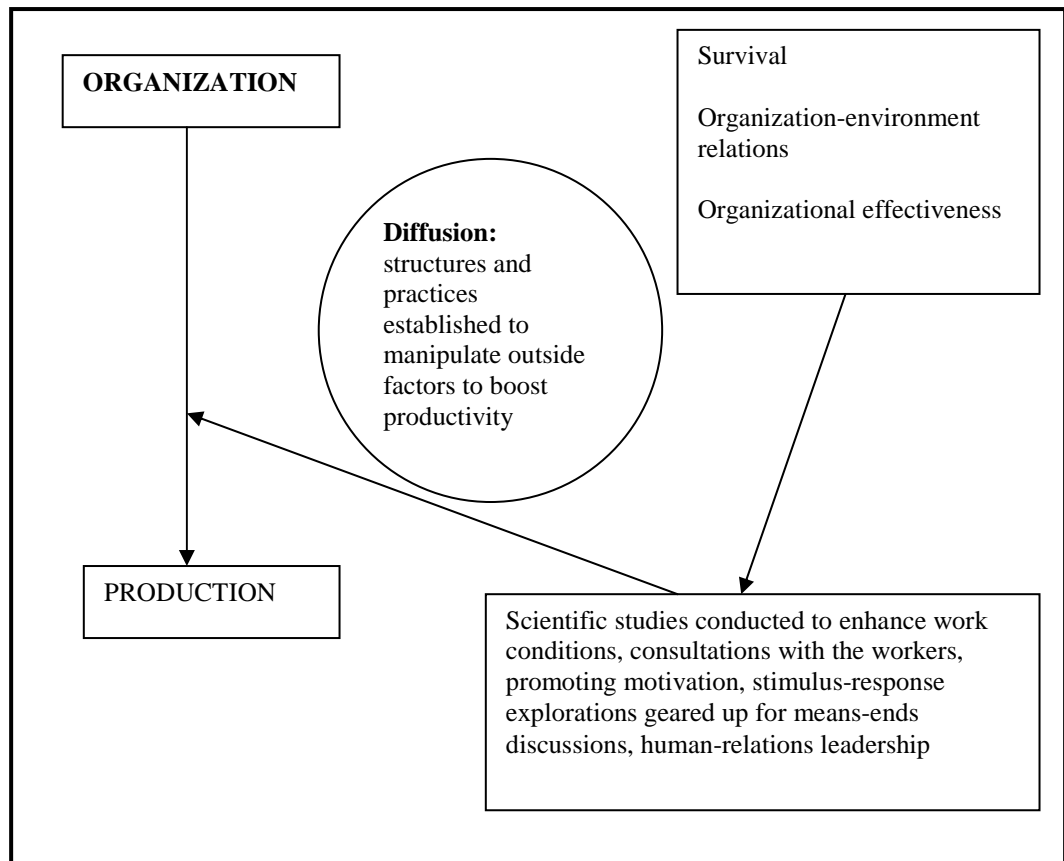 ORGANIZATION
Survival
Organization-environment
relations
Organizational effectiveness
Diffusion:
structures and
practices
established to
manipulate outside
factors to boost
productivity
PRODUCTION
Scientific studies conducted to enhance work
conditions, consultations with the workers,
promoting motivation, stimulus-response
explorations geared up for means-ends
discussions, human-relations leadership